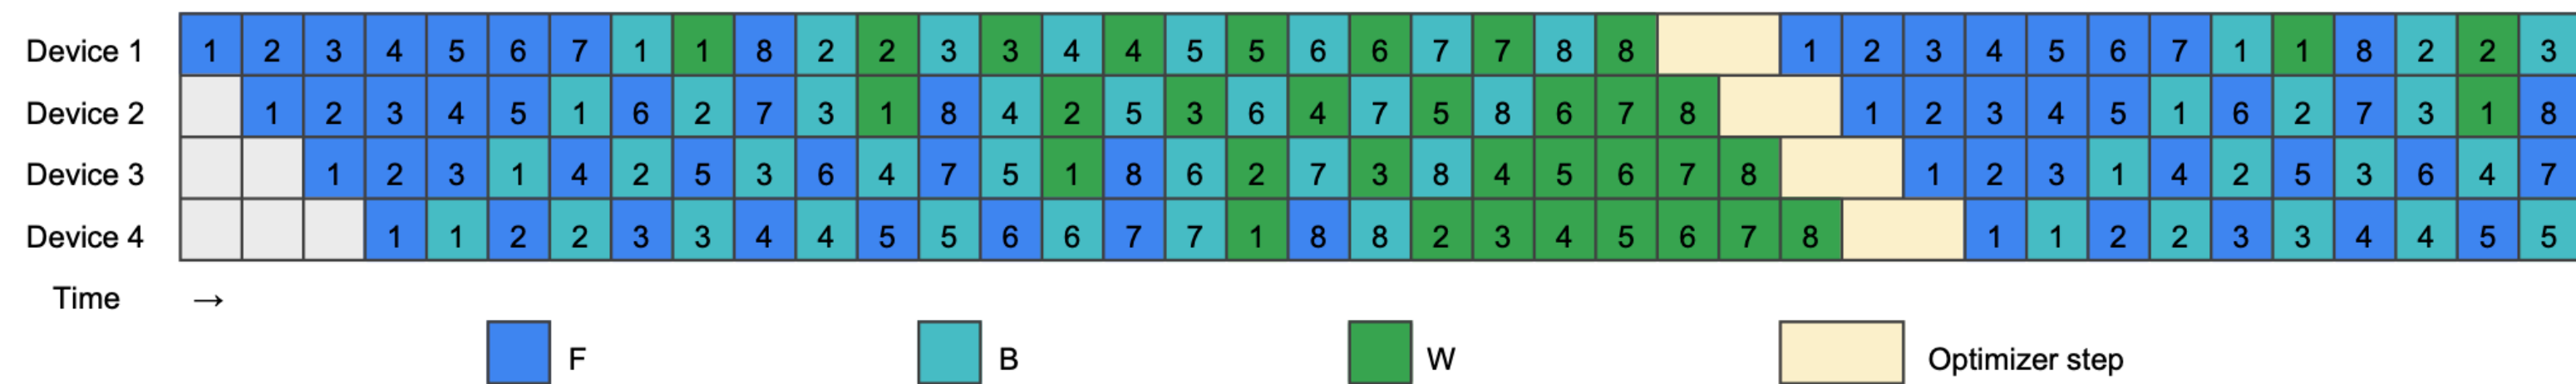 Device 1 1 2 3 4 5 6 7 1 1 8 2 2 3 3 4 4 5 5 6 6 7 7 8 8 1 2 3 4 5 6 7 1 1 8 2 2 3
Device 2 1 2 3 4 5 1 6 2 7 3 1 8 4 2 5 3 6 4 7 5 8 6 7 8 1 2 3 4 5 1 6 2 7 3 1 8
Device 3 1 2 3 1 4 2 5 3 6 4 7 5 1 8 6 2 7 3 8 4 5 6 7 8 1 2 3 1 4 2 5 3 6 4 7
Device 4 1 1 2 2 3 3 4 4 5 5 6 6 7 7 1 8 8 2 3 4 5 6 7 8 1 1 2 2 3 3 4 4 5 5
Time →
F B W Optimizer step